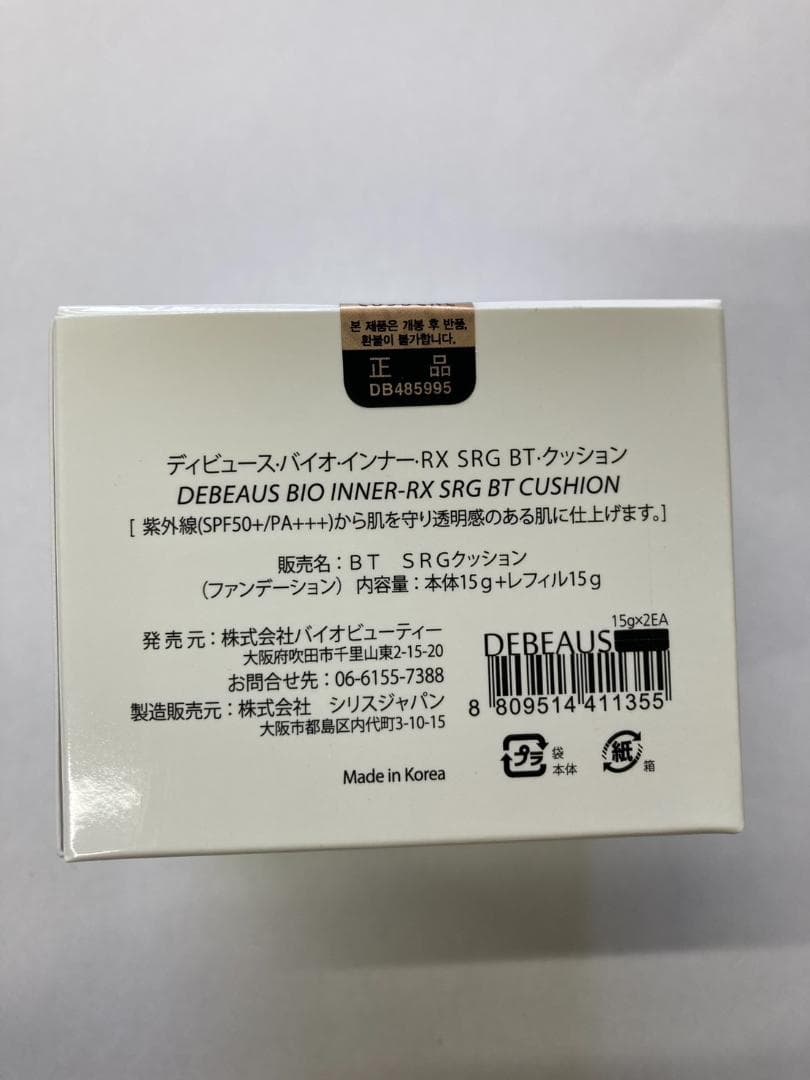 본 제품은 개봉 후 반품,
환불이 불가합니다.
正 品
DB485995
ディビュース・バイオ・インナー・RX SRG BT・クッション
DEBEAUS BIO INNER-RX SRG BT CUSHION
[ 紫外線(SPF50+/PA+++)から肌を守り透明感のある肌に仕上げます。]
販売名：ＢＴ　ＳＲＧクッション
（ファンデーション） 内容量：本体15ｇ+レフィル15ｇ
発売元：株式会社バイオビューティー
大阪府吹田市千里山東2-15-20
お問合せ先：06-6155-7388
製造販売元：株式会社　シリスジャパン
大阪市都島区内代町3-10-15
Made in Korea
15g×2EA
DEBEAUS
8 809514 411355
プラ 袋 本体
紙 箱